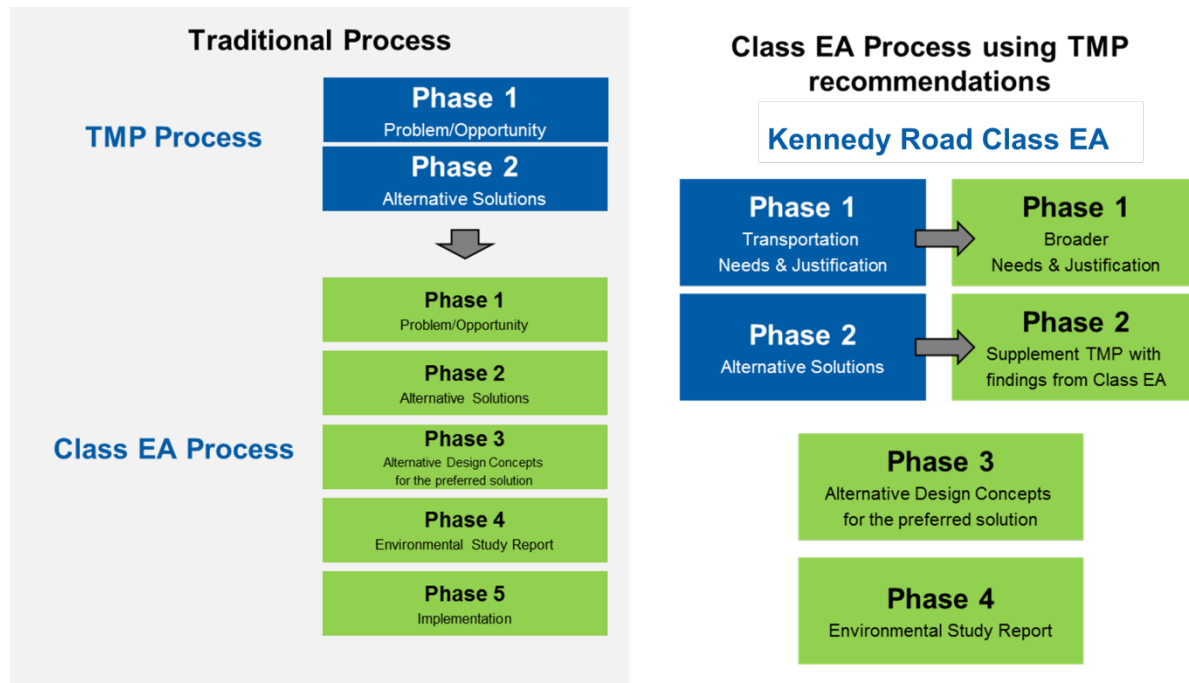 Traditional Process
TMP Process
Phase 1
Problem/Opportunity
Phase 2
Alternative Solutions
Class EA Process
Phase 1
Problem/Opportunity
Phase 2
Alternative Solutions
Phase 3
Alternative Design Concepts
for the preferred solution
Phase 4
Environmental Study Report
Phase 5
Implementation
Class EA Process using TMP
recommendations
Kennedy Road Class EA
Phase 1
Transportation
Needs & Justification
Phase 1
Broader
Needs & Justification
Phase 2
Alternative Solutions
Phase 2
Supplement TMP with
findings from Class EA
Phase 3
Alternative Design Concepts
for the preferred solution
Phase 4
Environmental Study Report